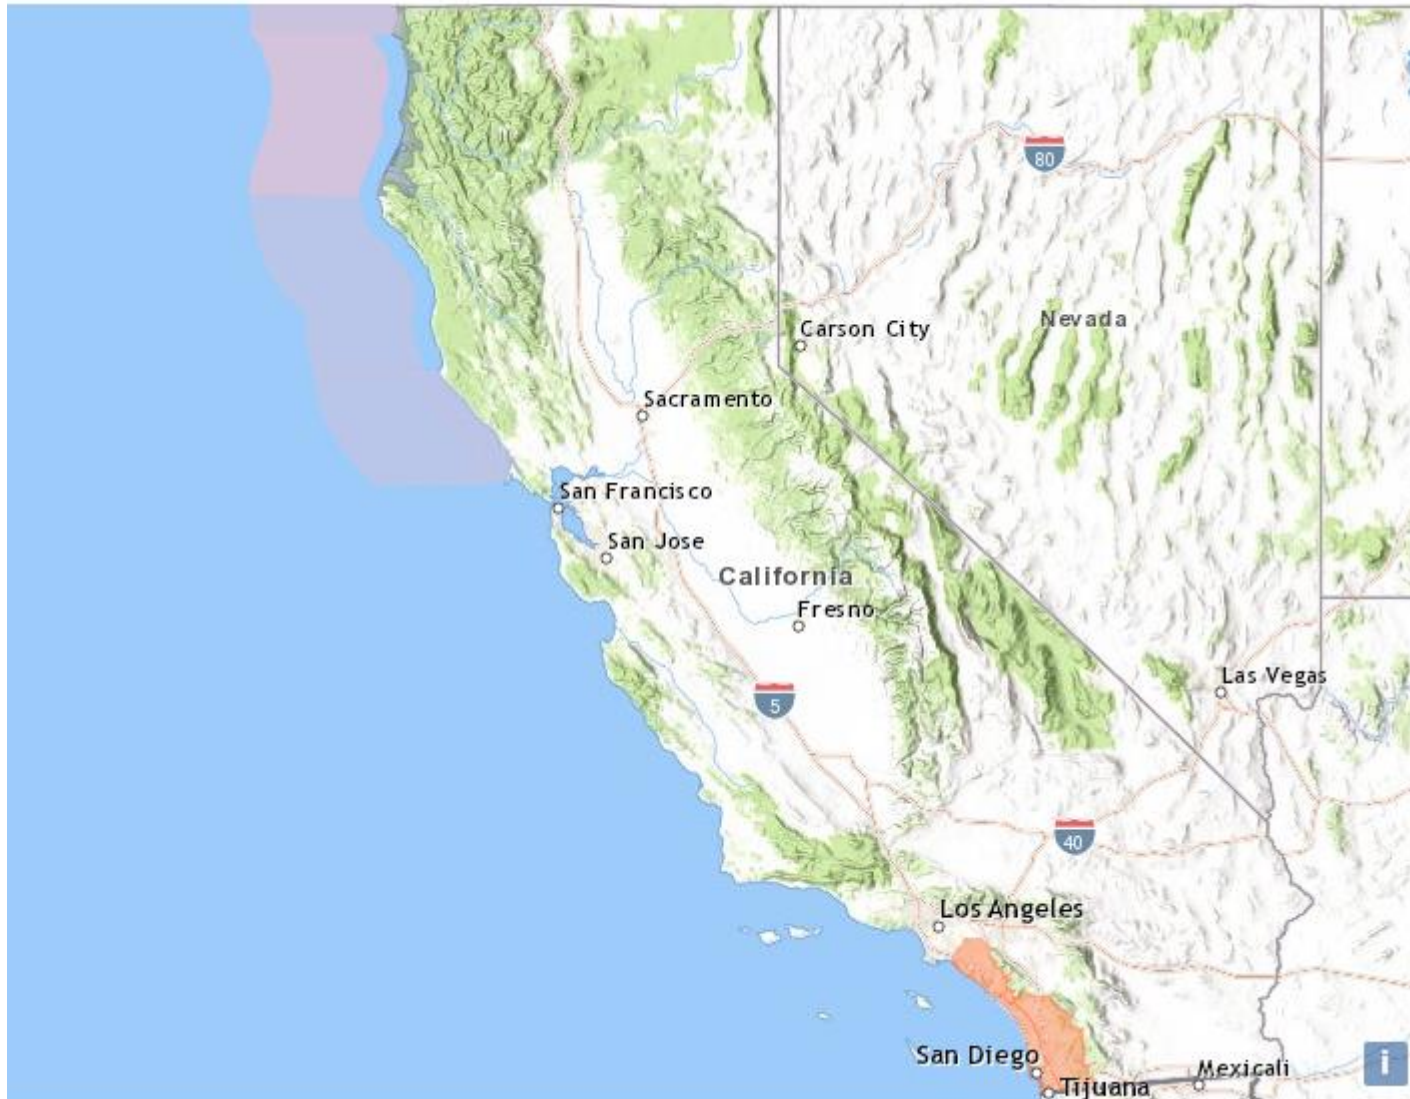 80
Carson City
Nevada
Sacramento
San Francisco
San Jose
California
Fresno
Las Vegas
5
40
Los Angeles
San Diego
Mexicali
Tijuana
i